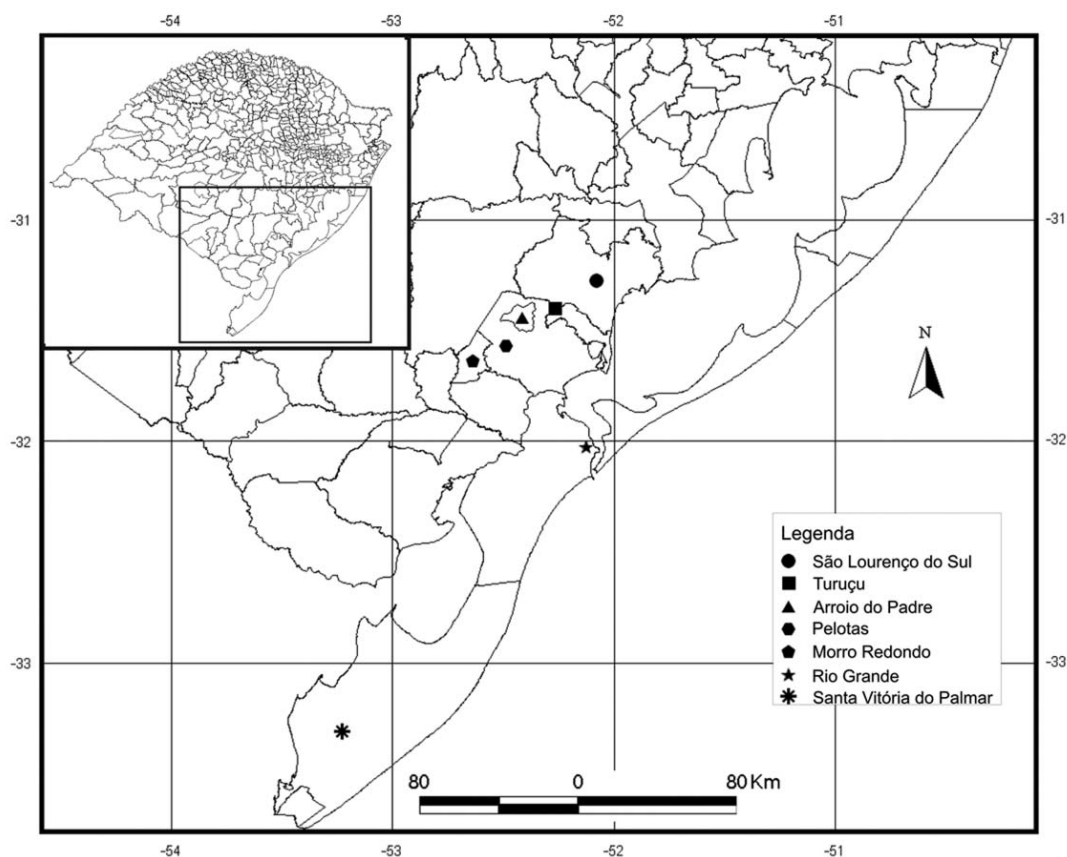 -54 -53 -52 -51
-31 -31
N
-32 -32
Legenda
São Lourenço do Sul
Turuçu
Arroio do Padre
Pelotas
Morro Redondo
Rio Grande
Santa Vitória do Palmar
-33 -33
80 0 80 Km
-54 -53 -52 -51